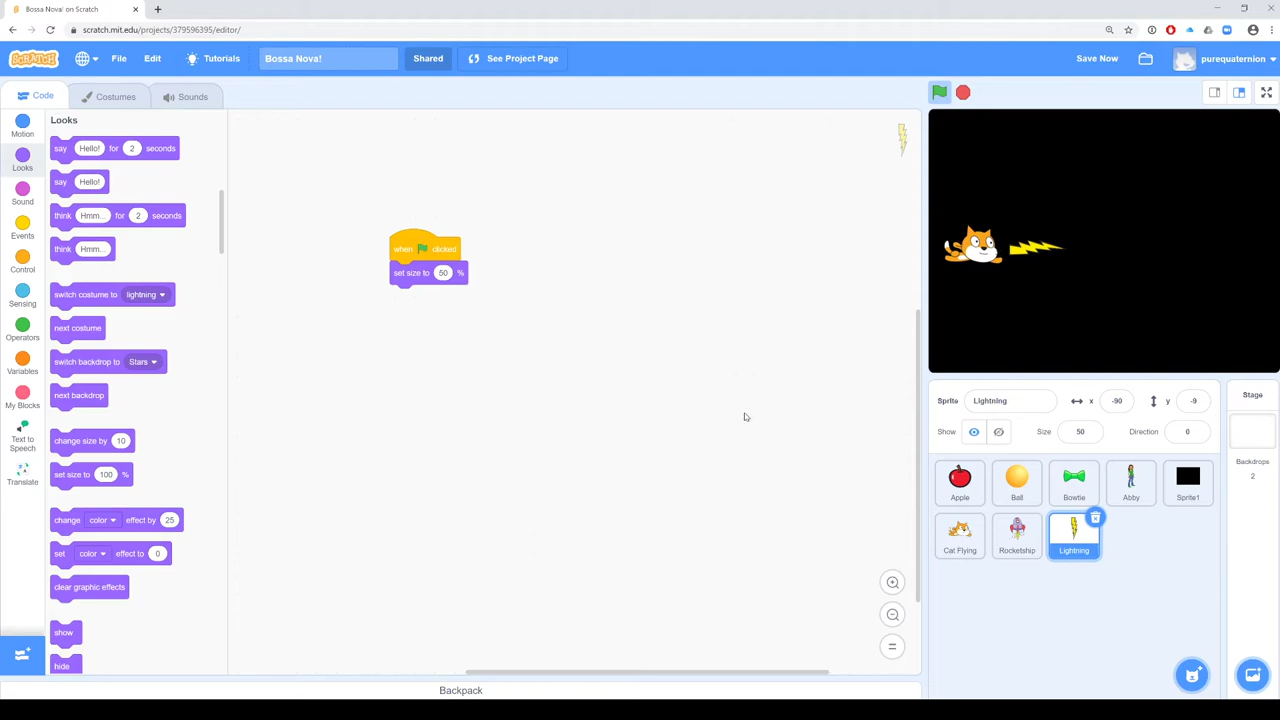 Bossa Nova! on Scratch
scratch.mit.edu/projects/379596395/editor/
SCRATCH
File
Edit
Tutorials
Bossa Nova!
Shared
See Project Page
Save Now
purequaternion
Code
Costumes
Sounds
Motion
Looks
Sound
Events
Control
Sensing
Operators
Variables
My Blocks
Text to
Speech
Translate
Looks
say Hello! for 2 seconds
say Hello!
think Hmm... for 2 seconds
think Hmm...
switch costume to lightning
next costume
switch backdrop to Stars
next backdrop
change size by 10
set size to 100 %
change color effect by 25
set color effect to 0
clear graphic effects
show
hide
when clicked
set size to 50 %
Sprite Lightning x -90 y -9
Show Size 50 Direction 0
Apple
Ball
Bowtie
Abby
Sprite1
Cat Flying
Rocketship
Lightning
Stage
Backdrops
2
Backpack